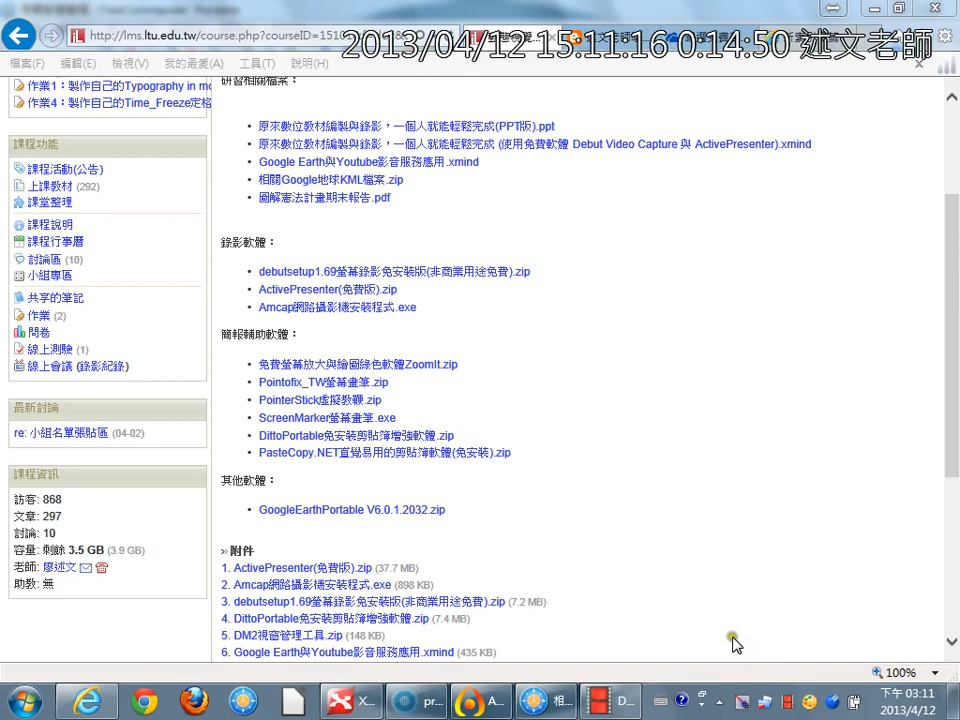 http://lms.ltu.edu.tw/course.php?courseID=1510
2013/04/12 15:11:16 0:14:50 述文老師
檔案(F) 編輯(E) 檢視(V) 我的最愛(A) 工具(T) 說明(H)
作業1：製作自己的Typography in mo
作業4：製作自己的Time_Freeze定格
課程功能
課程活動(公告)
上課教材 (292)
課堂整理
課程說明
課程行事曆
討論區 (10)
小組專區
共享的筆記
作業 (2)
問卷
線上測驗 (1)
線上會議 (錄影紀錄)
最新討論
re: 小組名單張貼區 (04-02)
課程資訊
訪客: 868
文章: 297
討論: 10
容量: 剩餘 3.5 GB (3.9 GB)
老師: 廖述文
助教: 無
研習相關檔案：
• 原來數位教材編製與錄影，一個人就能輕鬆完成(PPT版).ppt
• 原來數位教材編製與錄影，一個人就能輕鬆完成 (使用免費軟體 Debut Video Capture 與 ActivePresenter).xmind
• Google Earth與Youtube影音服務應用.xmind
• 相關Google地球KML檔案.zip
• 圖解憲法計畫期末報告.pdf
錄影軟體：
• debutsetup1.69螢幕錄影免安裝版(非商業用途免費).zip
• ActivePresenter(免費版).zip
• Amcap網路攝影機安裝程式.exe
簡報輔助軟體：
• 免費螢幕放大與繪圖綠色軟體ZoomIt.zip
• Pointofix_TW螢幕畫筆.zip
• PointerStick虛擬教鞭.zip
• ScreenMarker螢幕畫筆.exe
• DittoPortable免安裝剪貼簿增強軟體.zip
• PasteCopy.NET直覺易用的剪貼簿軟體(免安裝).zip
其他軟體：
• GoogleEarthPortable V6.0.1.2032.zip
» 附件
1. ActivePresenter(免費版).zip (37.7 MB)
2. Amcap網路攝影機安裝程式.exe (898 KB)
3. debutsetup1.69螢幕錄影免安裝版(非商業用途免費).zip (7.2 MB)
4. DittoPortable免安裝剪貼簿增強軟體.zip (7.4 MB)
5. DM2視窗管理工具.zip (148 KB)
6. Google Earth與Youtube影音服務應用.xmind (435 KB)
100%
X... pr... A... 相... D...
下午 03:11
2013/4/12